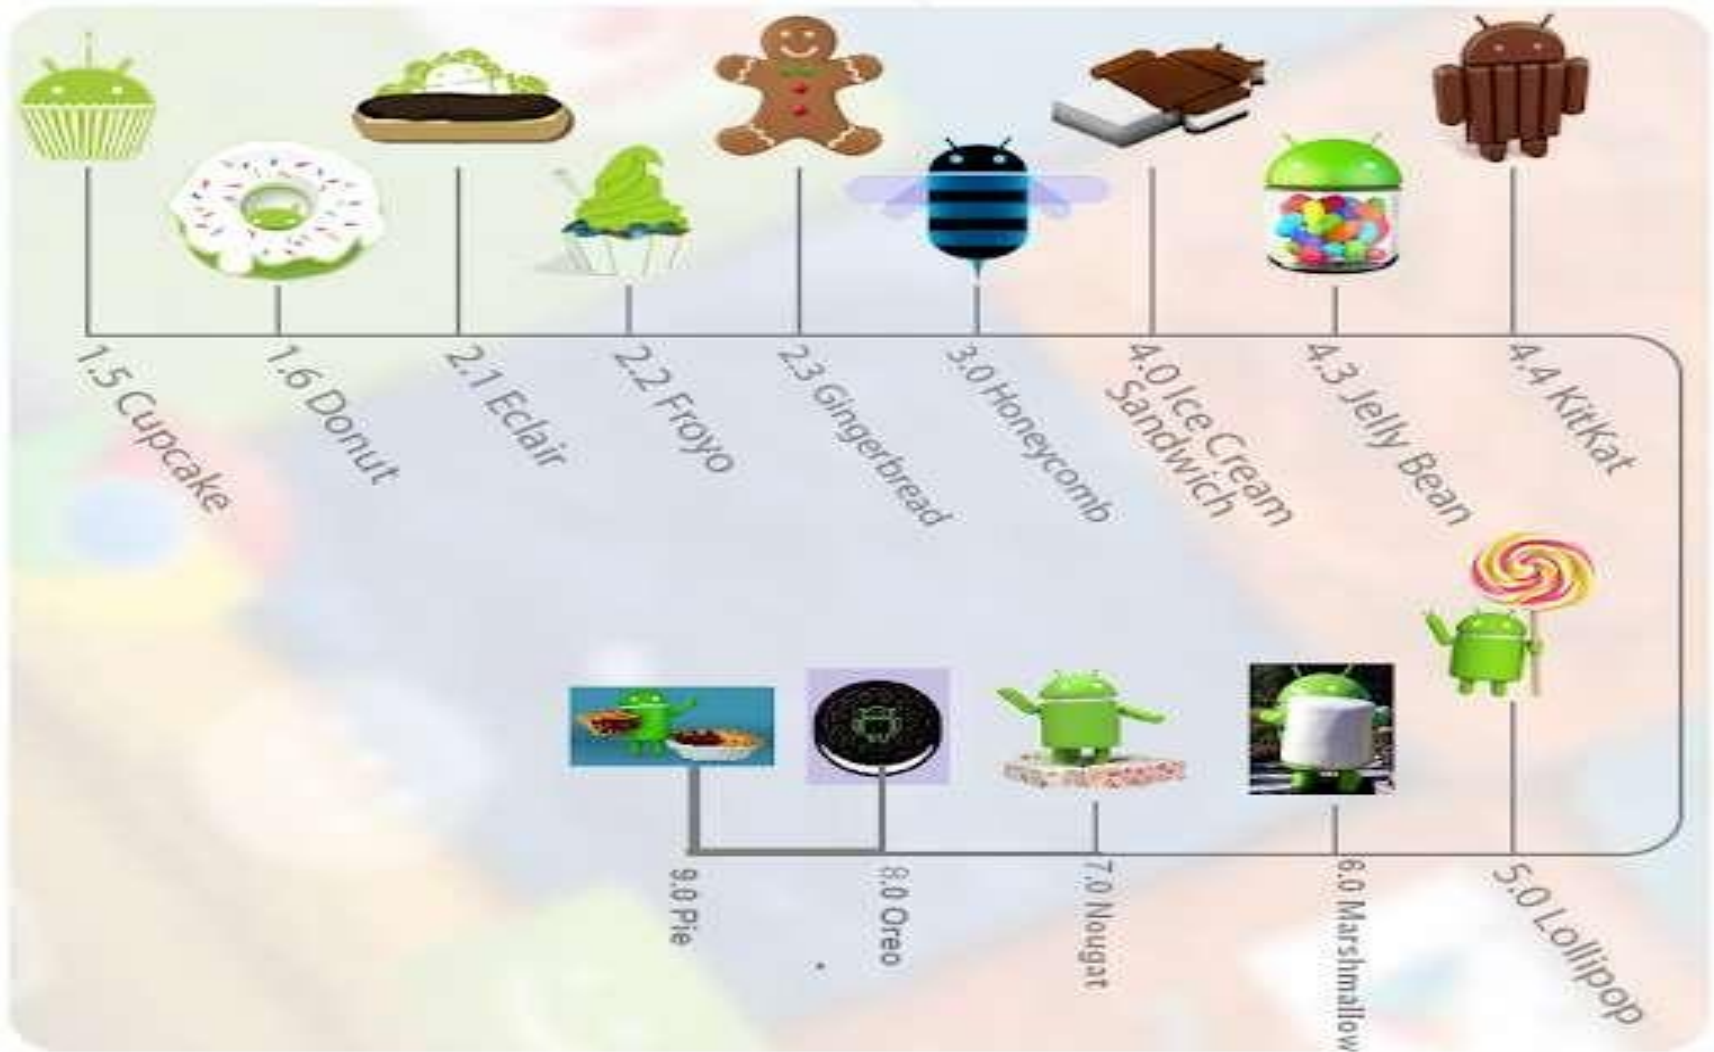 1.5 Cupcake
1.6 Donut
2.1 Eclair
2.2 Froyo
2.3 Gingerbread
3.0 Honeycomb
4.0 Ice Cream
Sandwich
4.3 Jelly Bean
4.4 KitKat
5.0 Lollipop
6.0 Marshmallow
7.0 Nougat
8.0 Oreo
9.0 Pie